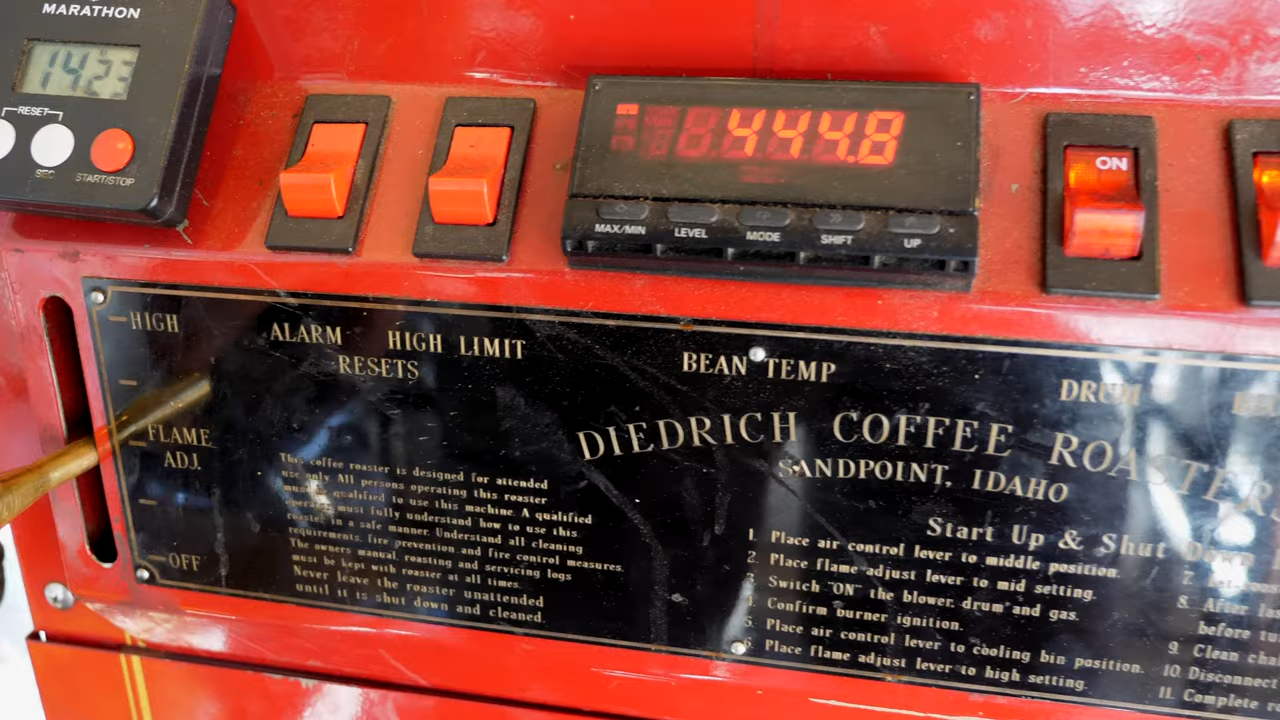 MARATHON
14 23
RESET
SEC
START/STOP
444.8
MAX/MIN LEVEL MODE SHIFT UP
ON
HIGH
FLAME
ADJ.
OFF
ALARM HIGH LIMIT
RESETS
BEAN TEMP
DRUM
DIEDRICH COFFEE ROASTERS
SANDPOINT, IDAHO
This coffee roaster is designed for attended
use only All persons operating this roaster
must be qualified to use this machine. A qualified
operator must fully understand how to use this
roaster in a safe manner. Understand all cleaning
requirements, fire prevention and fire control measures.
The owners manual, roasting and servicing logs
must be kept with roaster at all times.
Never leave the roaster unattended
until it is shut down and cleaned.
Start Up & Shut Down
1. Place air control lever to middle position.
2. Place flame adjust lever to mid setting.
3. Switch "ON" the blower, drum and gas.
4. Confirm burner ignition.
5. Place air control lever to cooling bin position.
6. Place flame adjust lever to high setting.
7.
8. After
before
9. Clean
10. Disconnect
11. Complete